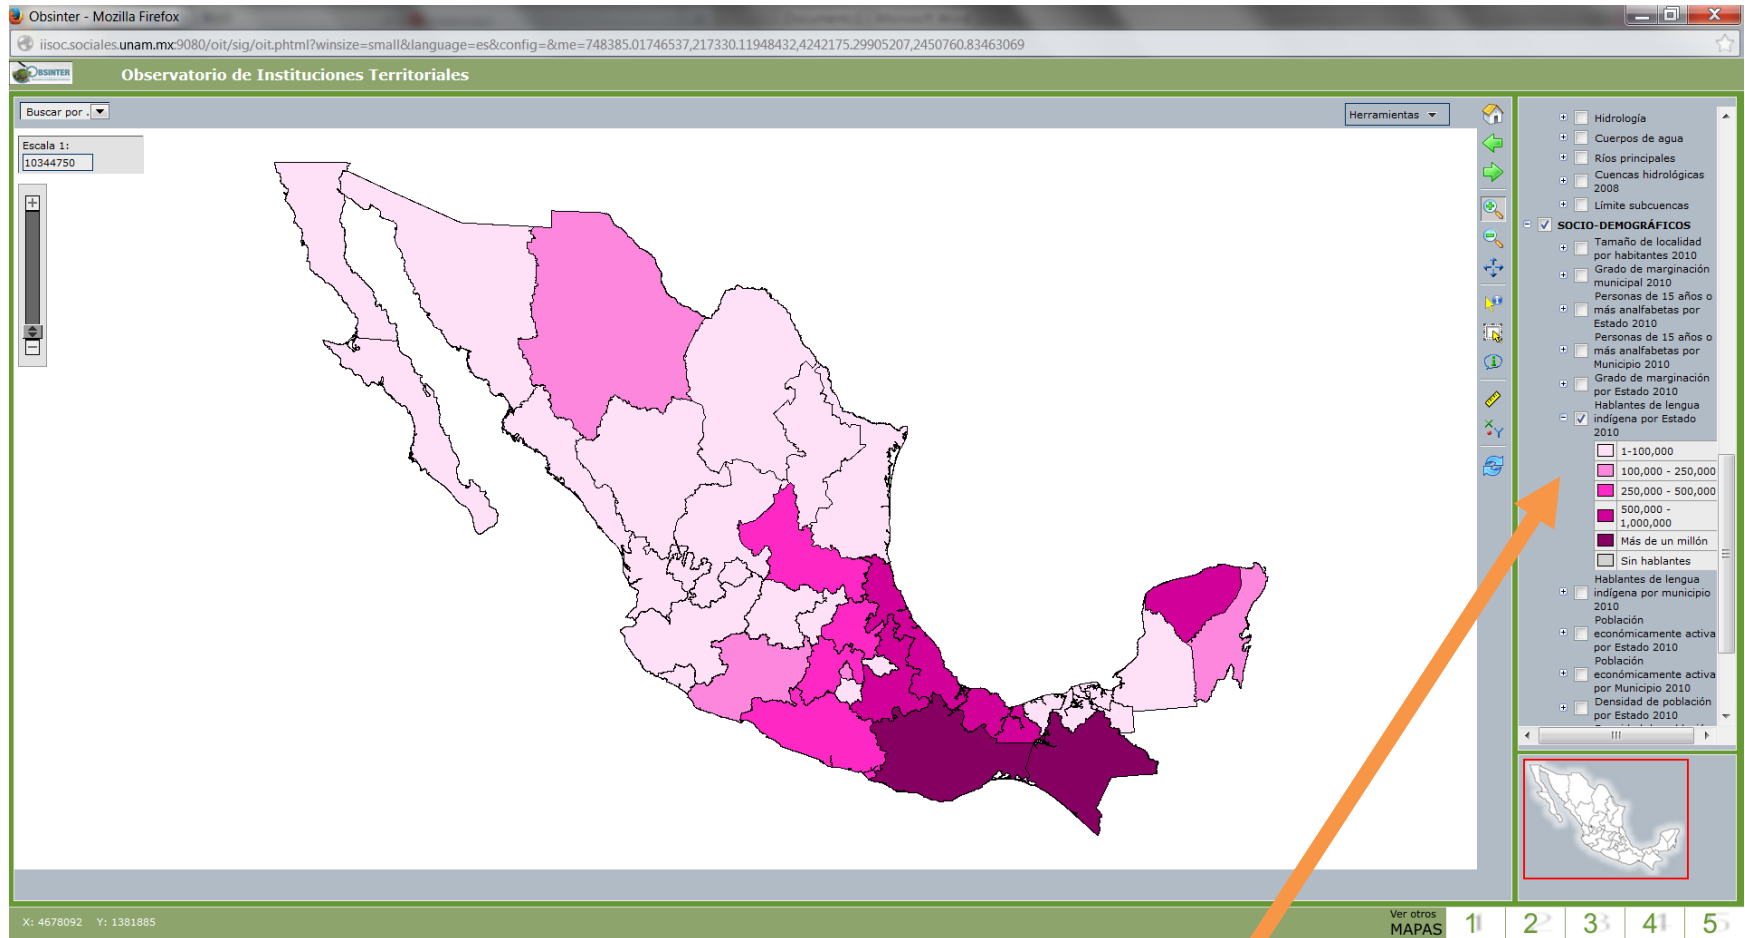 Obsinter - Mozilla Firefox
iisoc.sociales.unam.mx:9080/oit/sig/oit.phtml?winsize=small&language=es&config=&me=748385.01746537,217330.11948432,4242175.29905207,2450760.83463069
OBSINTER
Observatorio de Instituciones Territoriales
Buscar por .
Herramientas
Escala 1:
10344750
Hidrología
Cuerpos de agua
Ríos principales
Cuencas hidrológicas
2008
Límite subcuencas
SOCIO-DEMOGRÁFICOS
Tamaño de localidad
por habitantes 2010
Grado de marginación
municipal 2010
Personas de 15 años o
más analfabetas por
Estado 2010
Personas de 15 años o
más analfabetas por
Municipio 2010
Grado de marginación
por Estado 2010
Hablantes de lengua
indígena por Estado
2010
1-100,000
100,000 - 250,000
250,000 - 500,000
500,000 -
1,000,000
Más de un millón
Sin hablantes
Hablantes de lengua
indígena por municipio
2010
Población
económicamente activa
por Estado 2010
Población
económicamente activa
por Municipio 2010
Densidad de población
por Estado 2010
X: 4678092 Y: 1381885
Ver otros
MAPAS
1 2 3 4 5